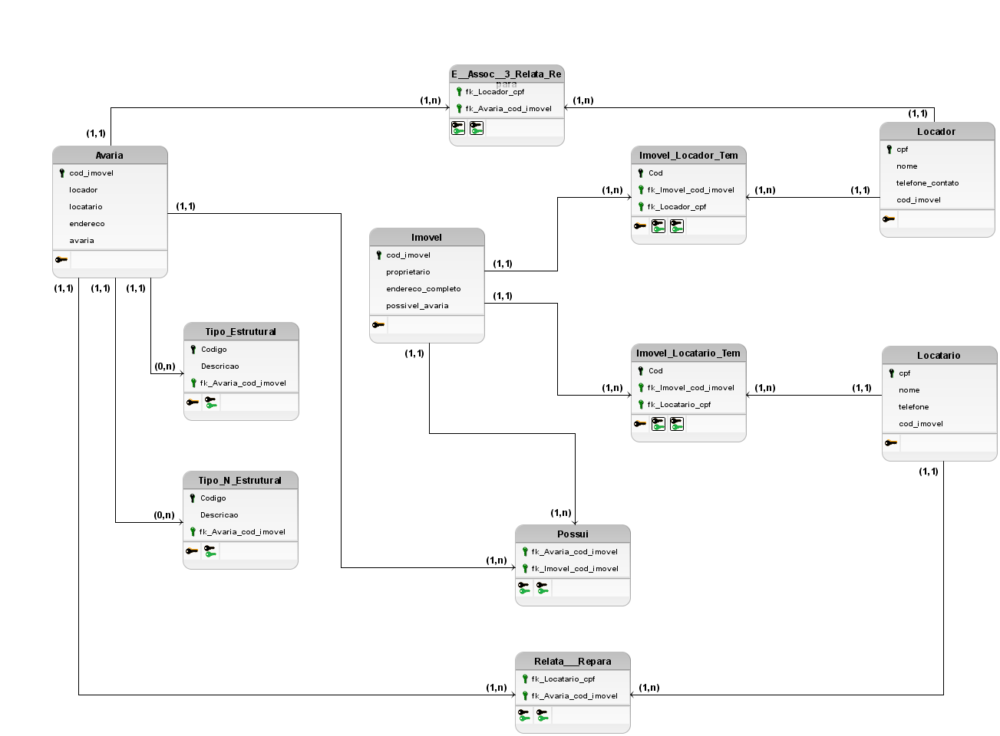 E__Assoc__3_Relata_Re
para
fk_Locador_cpf
fk_Avaria_cod_imovel
(1,n)
(1,n)
(1,1)
(1,1)
Avaria
cod_imovel
locador
locatario
endereco
avaria
(1,1)
(1,1)
(1,1)
(1,1)
Locador
cpf
nome
telefone_contato
cod_imovel
(1,1)
Imovel_Locador_Tem
Cod
fk_Imovel_cod_imovel
fk_Locador_cpf
(1,n)
(1,n)
Imovel
cod_imovel
proprietario
endereco_completo
possivel_avaria
(1,1)
(1,1)
(1,1)
Tipo_Estrutural
Codigo
Descricao
fk_Avaria_cod_imovel
(0,n)
Imovel_Locatario_Tem
Cod
fk_Imovel_cod_imovel
fk_Locatario_cpf
(1,n)
(1,n)
(1,1)
Locatario
cpf
nome
telefone
cod_imovel
(1,1)
Tipo_N_Estrutural
Codigo
Descricao
fk_Avaria_cod_imovel
(0,n)
(1,n)
Possui
fk_Avaria_cod_imovel
fk_Imovel_cod_imovel
(1,n)
Relata___Repara
fk_Locatario_cpf
fk_Avaria_cod_imovel
(1,n)
(1,n)